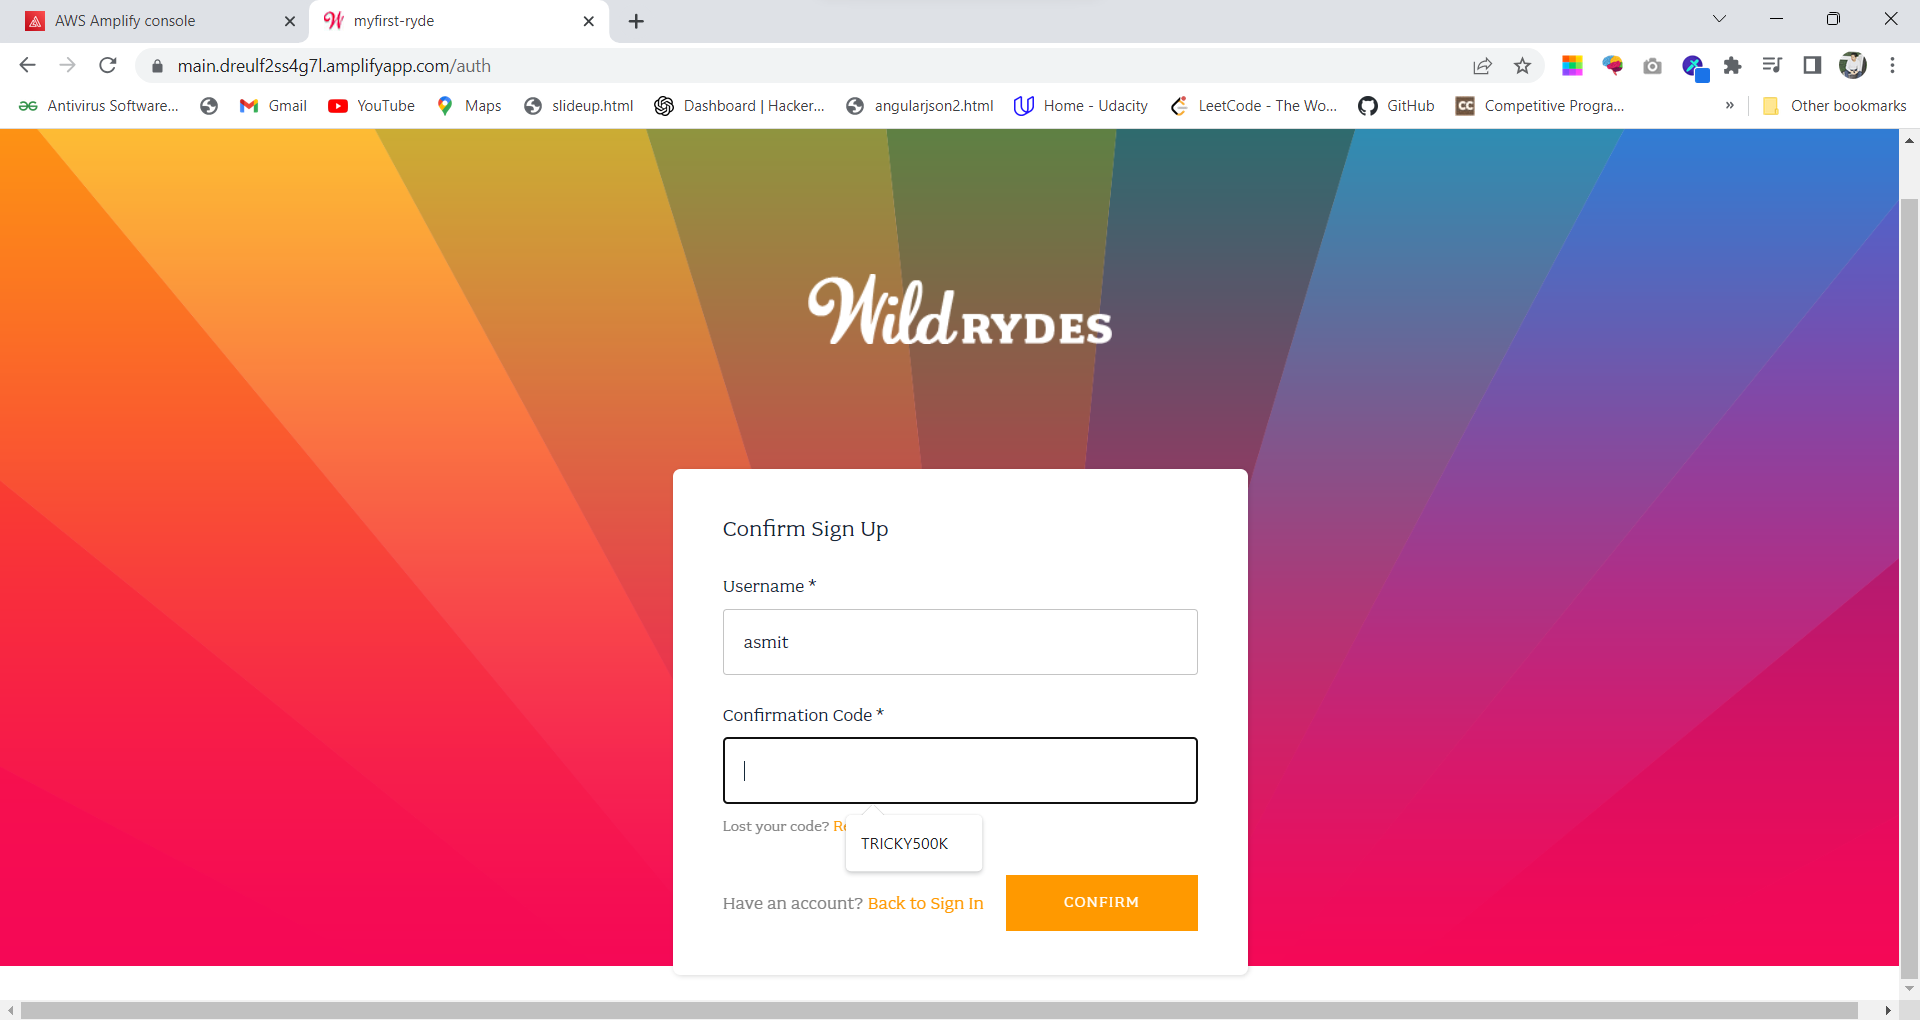 AWS Amplify console
myfirst-ryde
main.dreulf2ss4g7l.amplifyapp.com/auth
Antivirus Software... Gmail YouTube Maps slideup.html Dashboard | Hacker... angularjson2.html Home - Udacity LeetCode - The Wo... GitHub CC Competitive Progra... » Other bookmarks
Wild RYDES
Confirm Sign Up
Username *
asmit
Confirmation Code *
Lost your code? Re
TRICKY500K
Have an account? Back to Sign In
CONFIRM